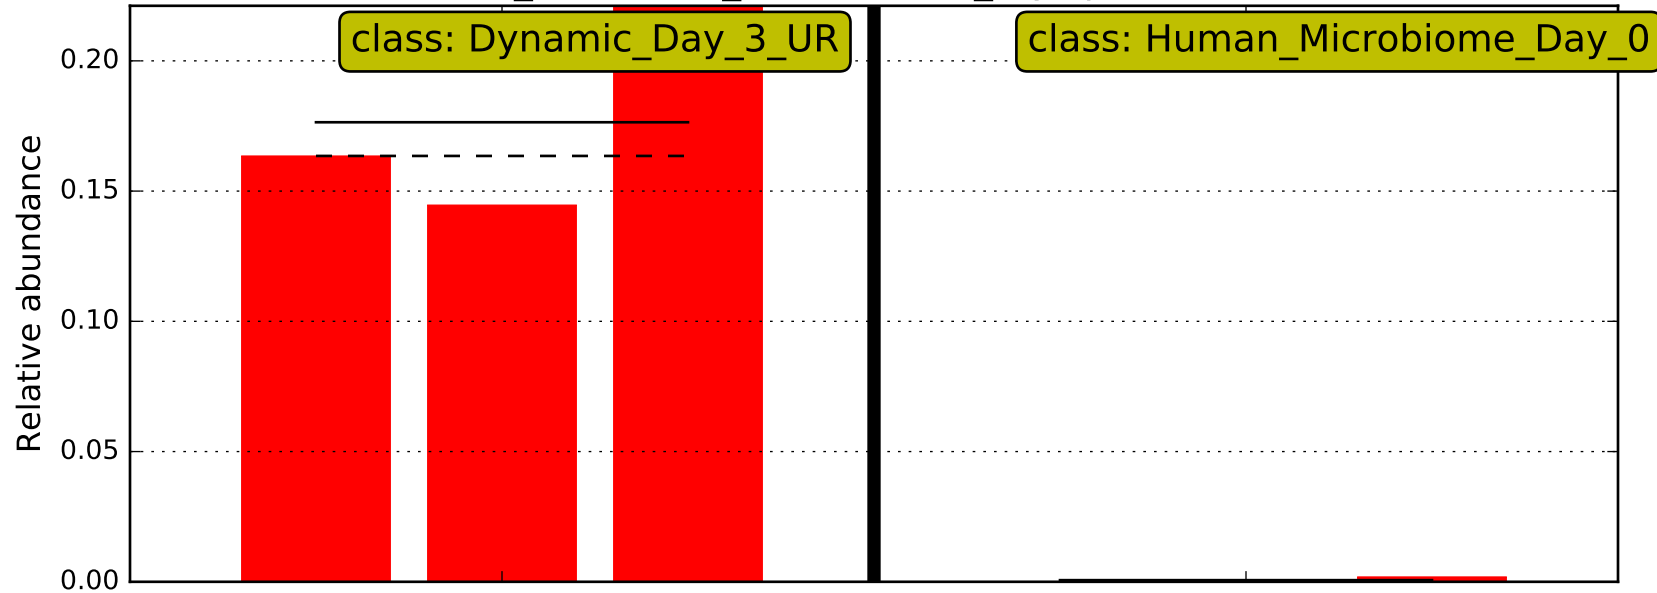 class: Dynamic_Day_3_UR
class: Human_Microbiome_Day_0
Relative abundance
0.20
0.15
0.10
0.05
0.00